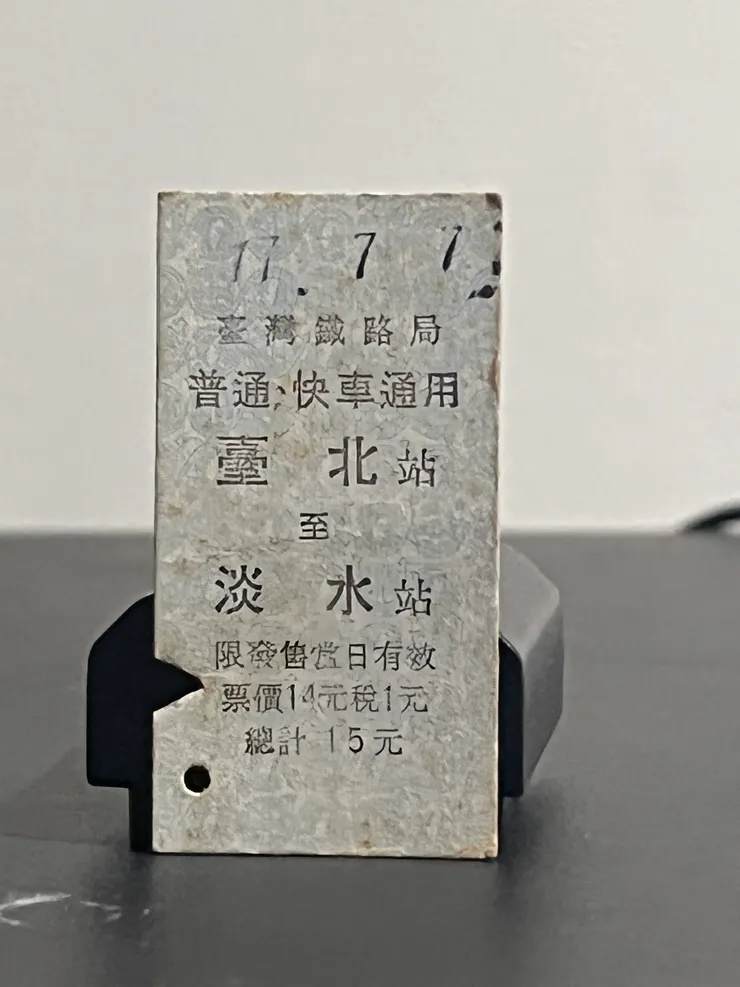 7 7
臺灣鐵路局
普通、快車通用
臺北站
至
淡水站
限發售當日有效
票價14元稅1元
總計 15元